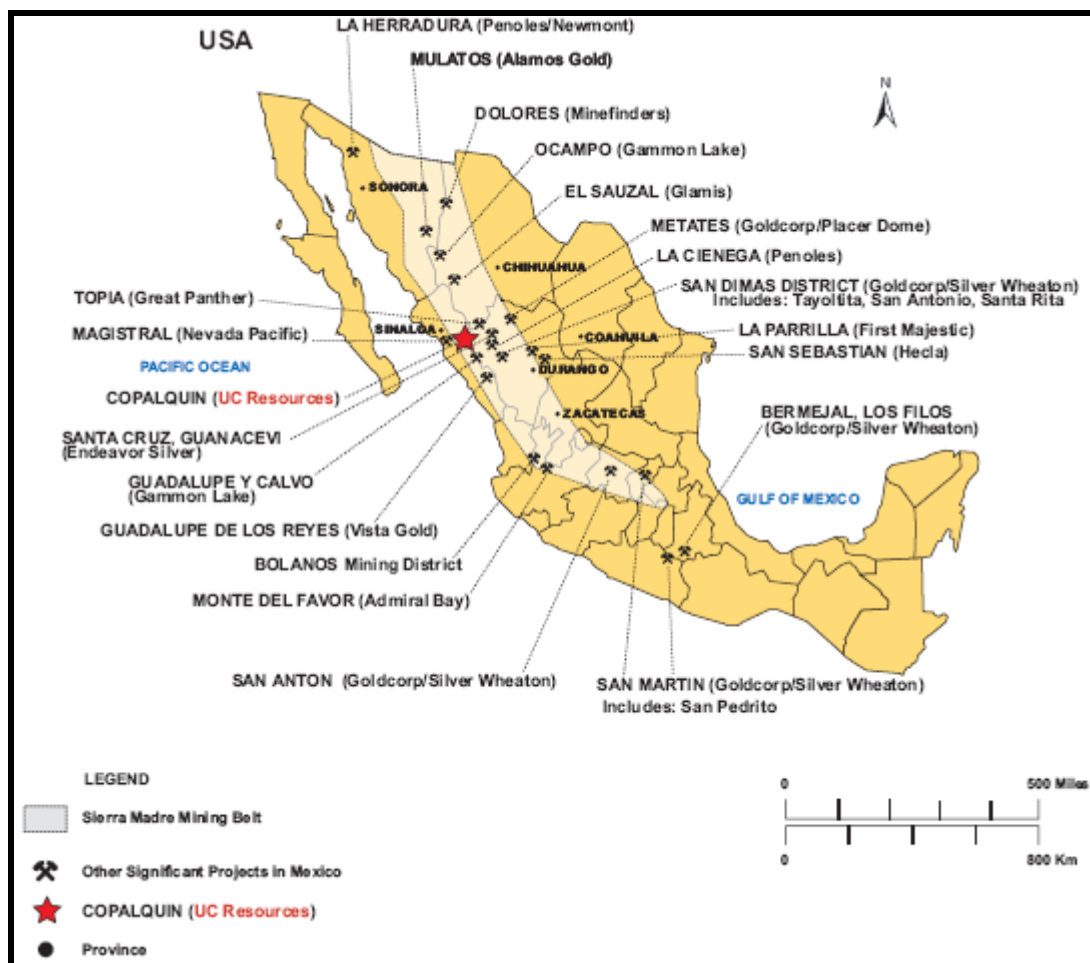 LA HERRADURA (Penoles/Newmont)
USA
MULATOS (Alamos Gold)
N
DOLORES (Minefinders)
OCAMPO (Gammon Lake)
SONORA
EL SAUZAL (Glamis)
METATES (Goldcorp/Placer Dome)
LA CIENEGA (Penoles)
CHIHUAHUA
SAN DIMAS DISTRICT (Goldcorp/Silver Wheaton)
Includes: Tayoltita, San Antonio, Santa Rita
TOPIA (Great Panther)
SINALOA
MAGISTRAL (Nevada Pacific)
LA PARRILLA (First Majestic)
COAHUILA
SAN SEBASTIAN (Hecla)
PACIFIC OCEAN
DURANGO
COPALQUIN (UC Resources)
ZACATECAS
BERMEJAL, LOS FILOS
(Goldcorp/Silver Wheaton)
SANTA CRUZ, GUANACEVI
(Endeavor Silver)
GUADALUPE Y CALVO
(Gammon Lake)
GULF OF MEXICO
GUADALUPE DE LOS REYES (Vista Gold)
BOLANOS Mining District
MONTE DEL FAVOR (Admiral Bay)
SAN ANTON (Goldcorp/Silver Wheaton)
SAN MARTIN (Goldcorp/Silver Wheaton)
Includes: San Pedrito
LEGEND
Sierra Madre Mining Belt
Other Significant Projects in Mexico
COPALQUIN (UC Resources)
Province
0 500 Miles
0 800 Km